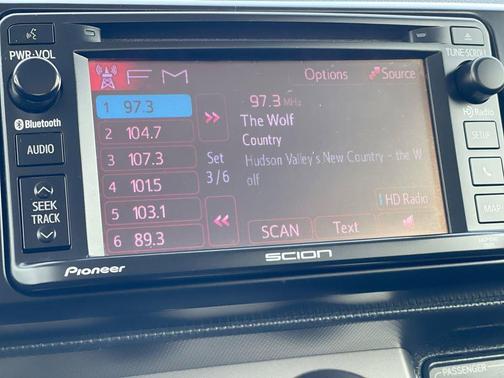 PWR·VOL
Bluetooth
AUDIO
SEEK
TRACK
FM
Options
Source
TUNE·SCROLL
1 97.3
2 104.7
3 107.3
4 101.5
5 103.1
6 89.3
Set
3/6
97.3 MHz
The Wolf
Country
Hudson Valley's New Country - the W
olf
HD Radio
SCAN
Text
HD Radio
SETUP
MAP
Pioneer
SCION
PASSENGER